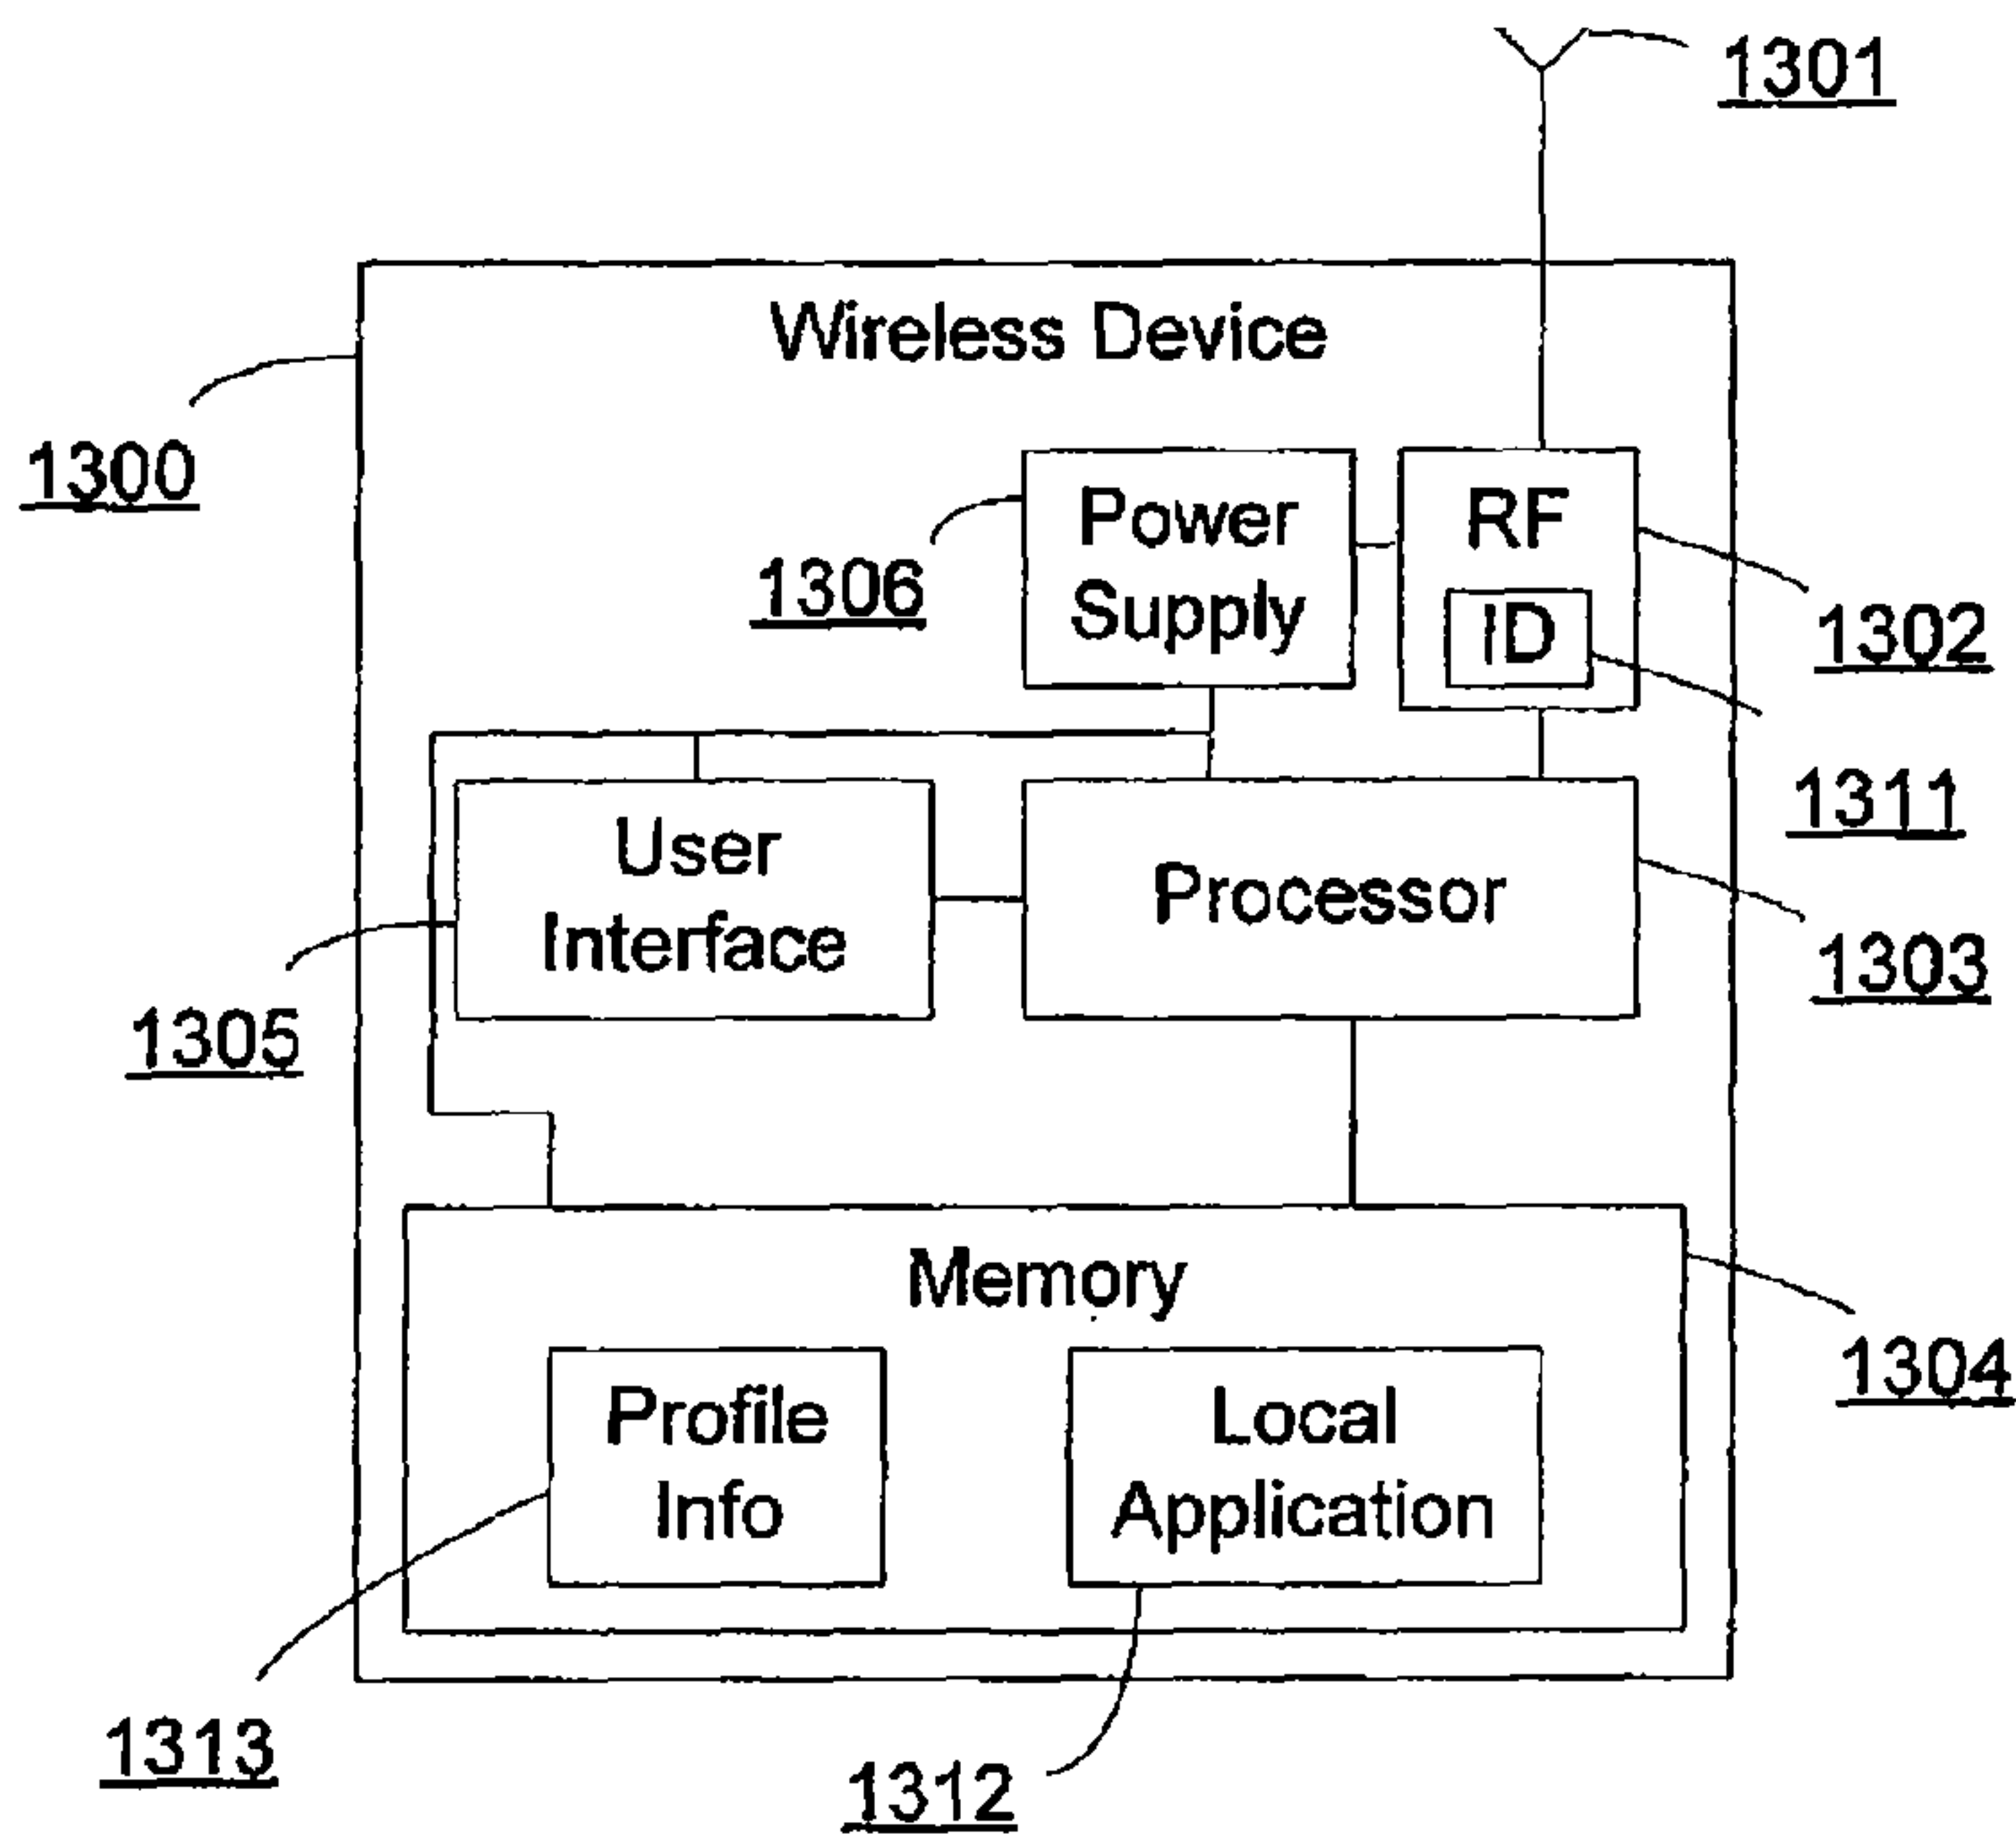 1301
Wireless Device
1300
Power
Supply
1306
RF
ID
1302
1311
User
Interface
1305
Processor
1303
Memory
1304
Profile
Info
Local
Application
1313
1312